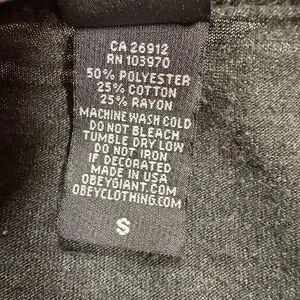 CA 26912
RN 103970
50% POLYESTER
25% COTTON
25% RAYON
MACHINE WASH COLD
DO NOT BLEACH
TUMBLE DRY LOW
DO NOT IRON
IF DECORATED
MADE IN USA
OBEYGIANT.COM
OBEYCLOTHING.COM
S